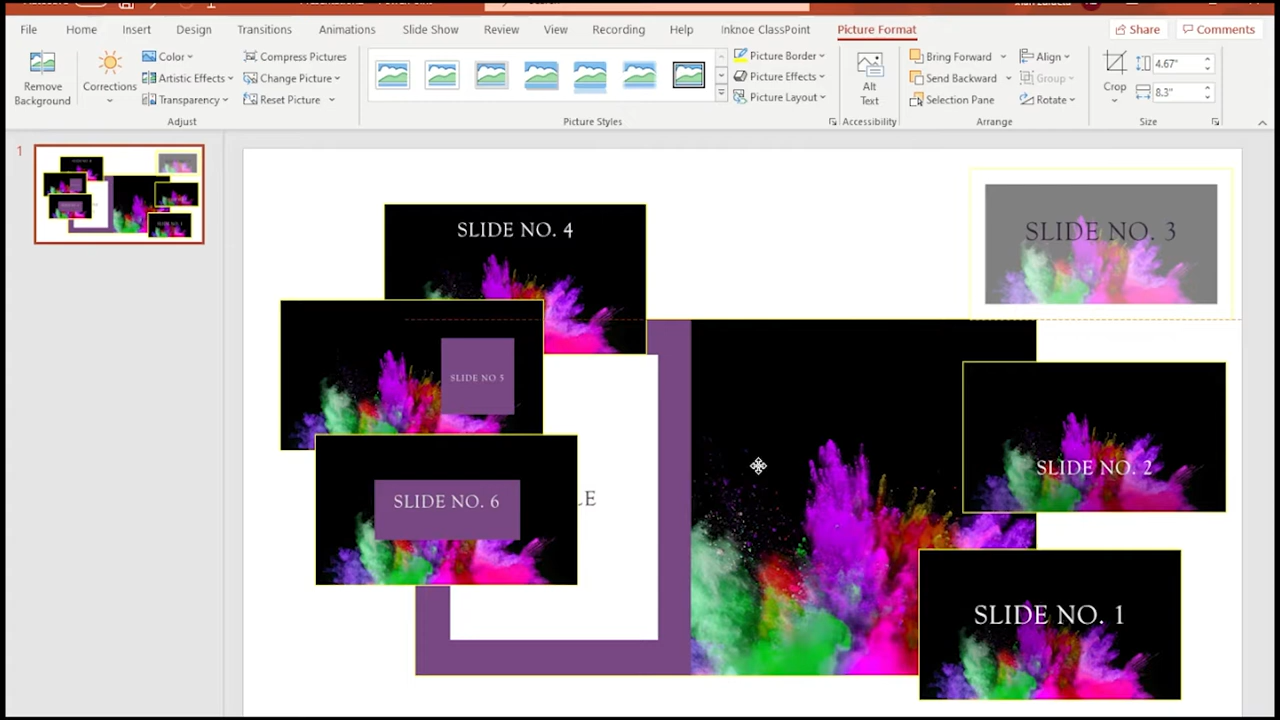 File Home Insert Design Transitions Animations Slide Show Review View Help Recording Inknoe ClassPoint Picture Format Share Comments
Remove Background
Corrections
Color
Artistic Effects
Transparency
Compress Pictures
Change Picture
Reset Picture
Adjust
Picture Styles
Picture Border
Picture Effects
Picture Layout
Alt Text
Accessibility
Bring Forward
Send Backward
Selection Pane
Align
Group
Rotate
Arrange
Crop
4.67"
8.3"
Size
1
SLIDE NO. 4
SLIDE NO. 3
SLIDE NO 5
SLIDE NO. 2
SLIDE NO. 6
LE
SLIDE NO. 1